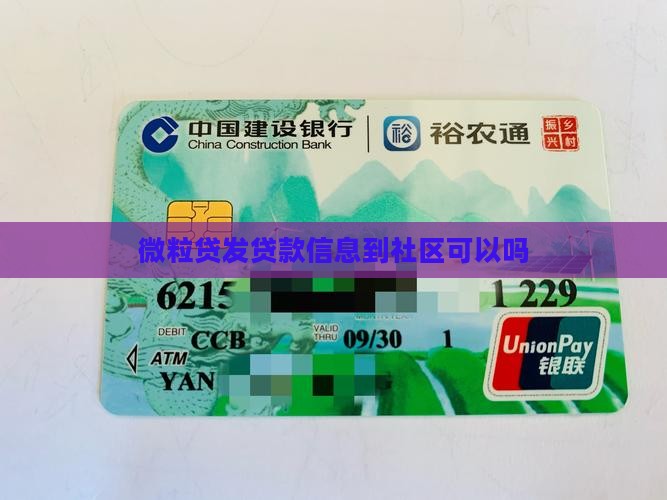 中国建设银行 裕 裕农通 振乡兴村
China Construction Bank
微粒贷发贷款信息到社区可以吗
6215 1 229
MONTH/YEAR
DEBIT CCB VALID THRU 09/30 1
ATM
YAN
UnionPay
银联